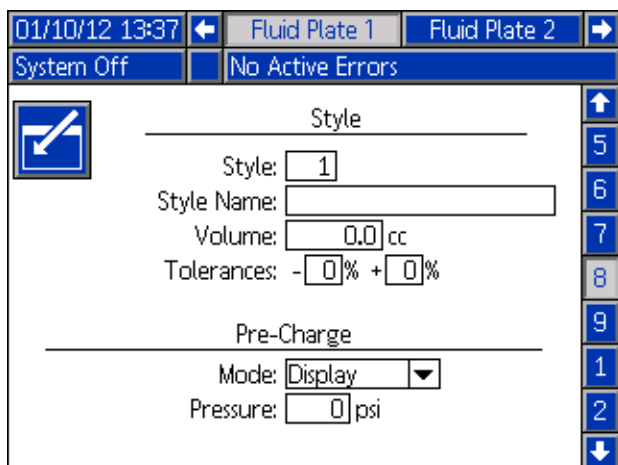 01/10/12 13:37 Fluid Plate 1 Fluid Plate 2
System Off No Active Errors
Style
Style: 1
Style Name:
Volume: 0.0 cc
Tolerances: - 0 % + 0 %
Pre-Charge
Mode: Display
Pressure: 0 psi
5
6
7
8
9
1
2